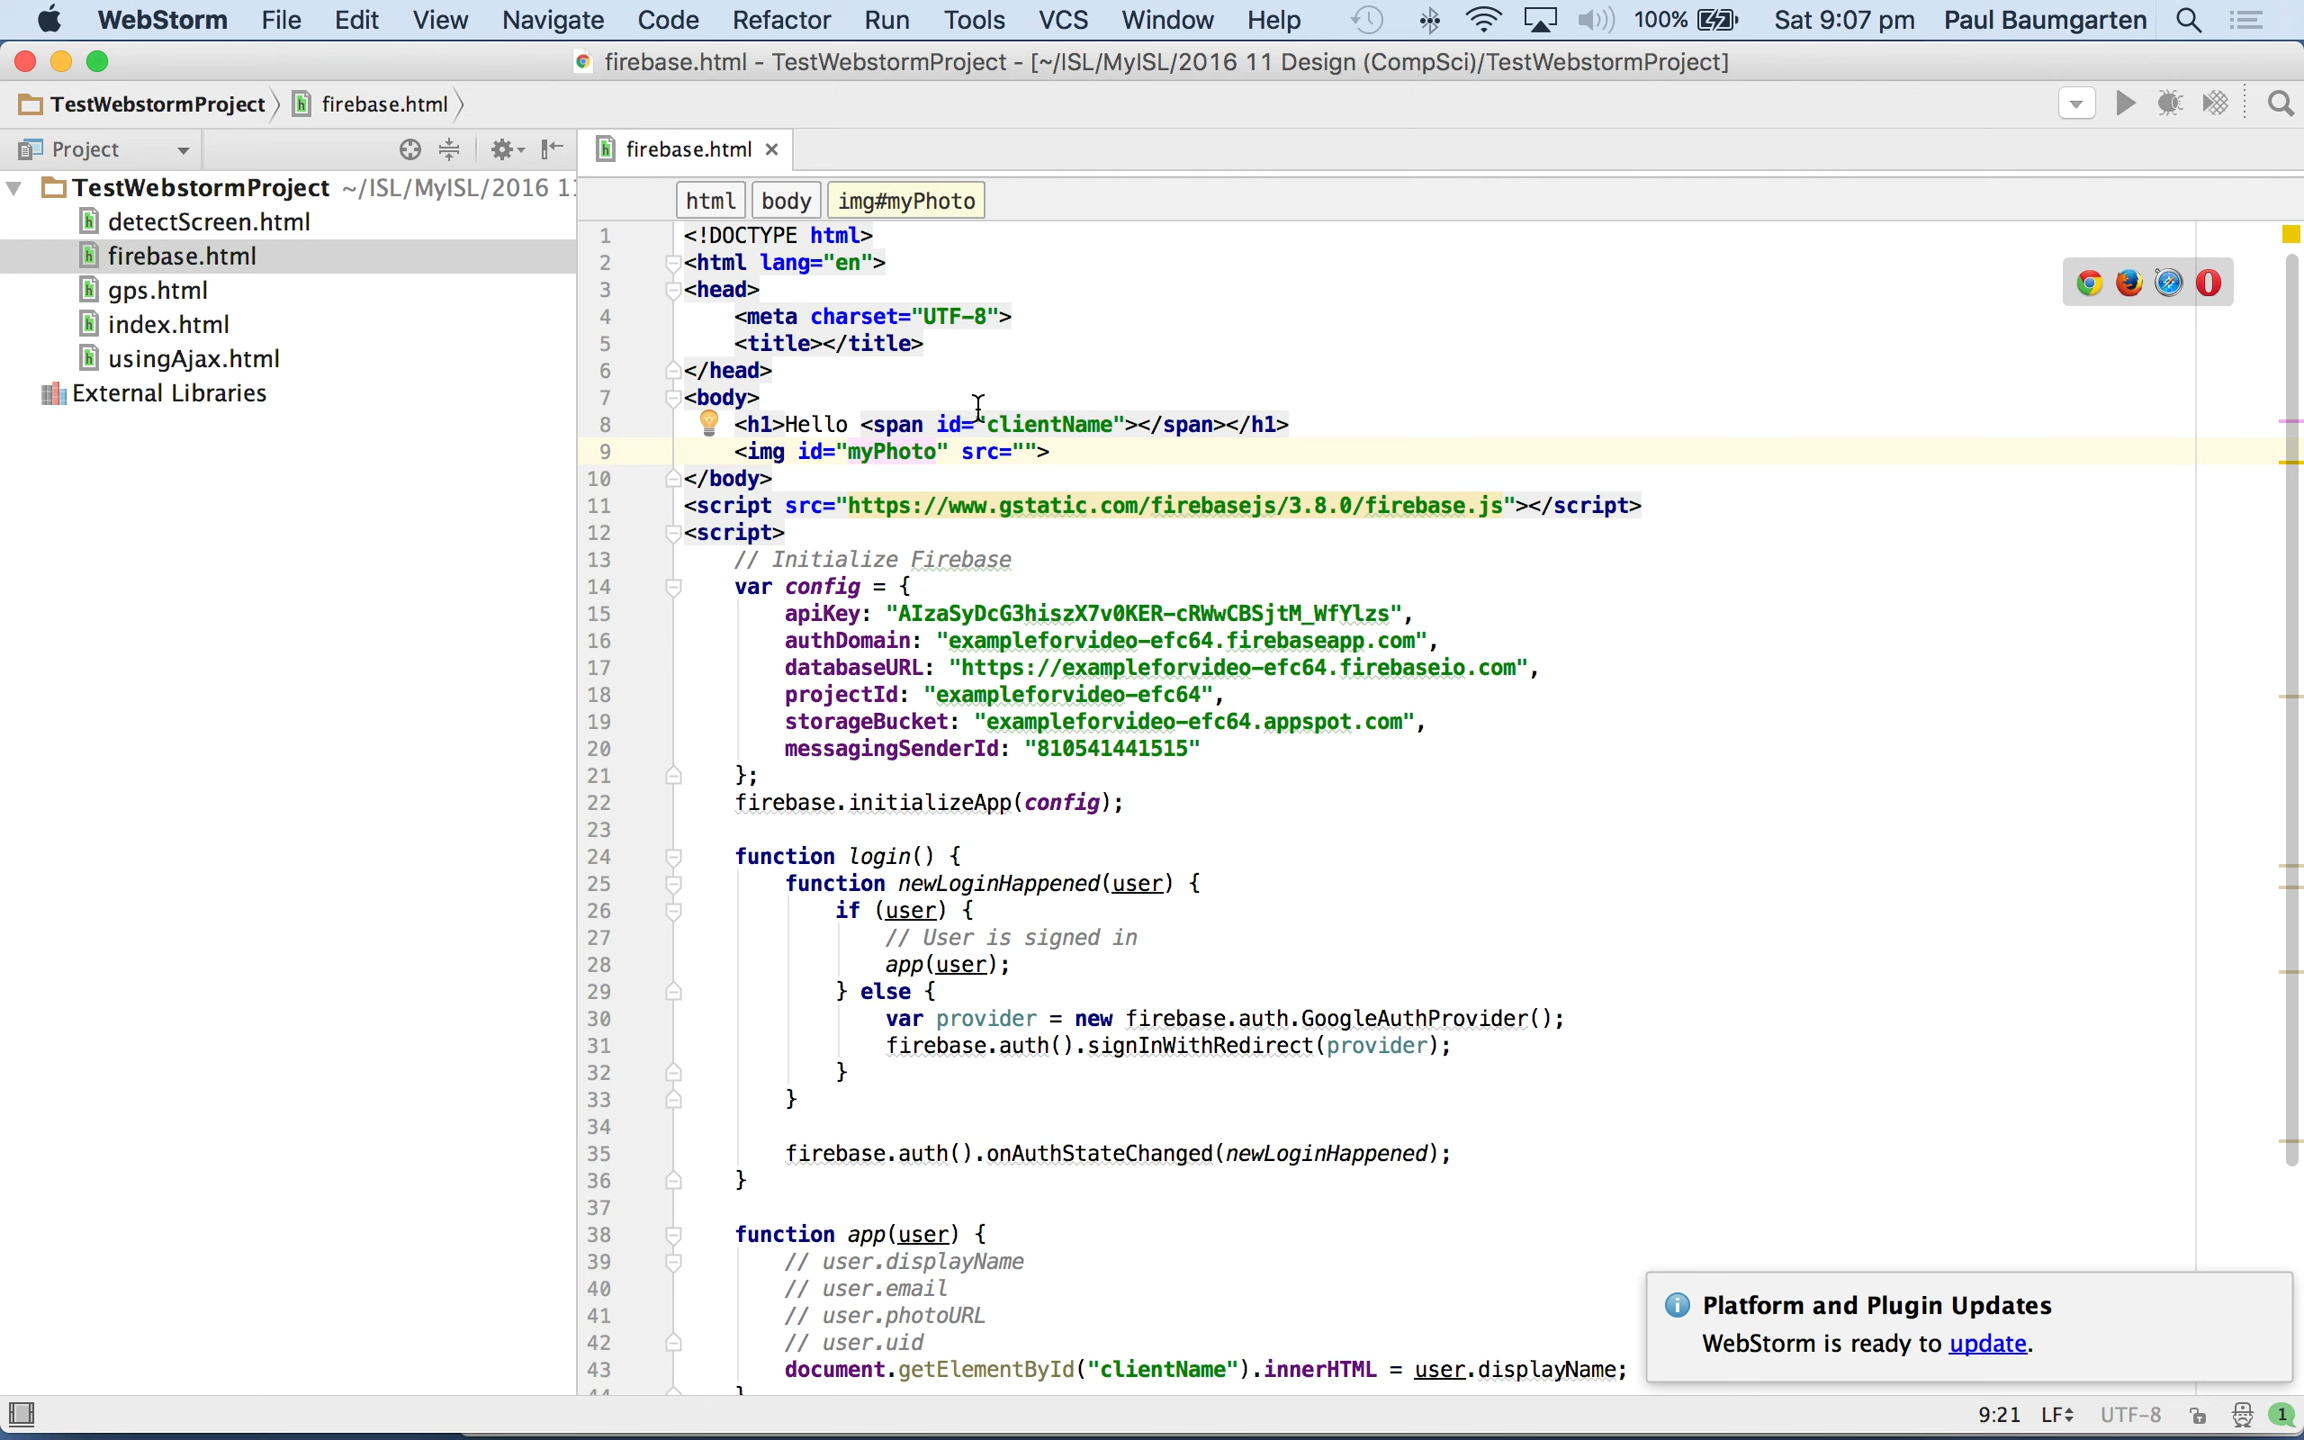 WebStorm File Edit View Navigate Code Refactor Run Tools VCS Window Help 100% Sat 9:07 pm Paul Baumgarten
firebase.html - TestWebstormProject - [~/ISL/MyISL/2016 11 Design (CompSci)/TestWebstormProject]
TestWebstormProject firebase.html
Project
firebase.html
TestWebstormProject ~/ISL/MyISL/2016 11
detectScreen.html
firebase.html
gps.html
index.html
usingAjax.html
External Libraries
html body img#myPhoto
1 <!DOCTYPE html>
2 <html lang="en">
3 <head>
4 <meta charset="UTF-8">
5 <title></title>
6 </head>
7 <body>
8 <h1>Hello <span id="clientName"></span></h1>
9 <img id="myPhoto" src="">
10 </body>
11 <script src="https://www.gstatic.com/firebasejs/3.8.0/firebase.js"></script>
12 <script>
13 // Initialize Firebase
14 var config = {
15 apiKey: "AIzaSyDcG3hiszX7v0KER-cRWwCBSjtM_WfYlzs",
16 authDomain: "exampleforvideo-efc64.firebaseapp.com",
17 databaseURL: "https://exampleforvideo-efc64.firebaseio.com",
18 projectId: "exampleforvideo-efc64",
19 storageBucket: "exampleforvideo-efc64.appspot.com",
20 messagingSenderId: "810541441515"
21 };
22 firebase.initializeApp(config);
23
24 function login() {
25 function newLoginHappened(user) {
26 if (user) {
27 // User is signed in
28 app(user);
29 } else {
30 var provider = new firebase.auth.GoogleAuthProvider();
31 firebase.auth().signInWithRedirect(provider);
32 }
33 }
34
35 firebase.auth().onAuthStateChanged(newLoginHappened);
36 }
37
38 function app(user) {
39 // user.displayName
40 // user.email
41 // user.photoURL
42 // user.uid
43 document.getElementById("clientName").innerHTML = user.displayName;
44 }
Platform and Plugin Updates
WebStorm is ready to update.
9:21 LF UTF-8 1